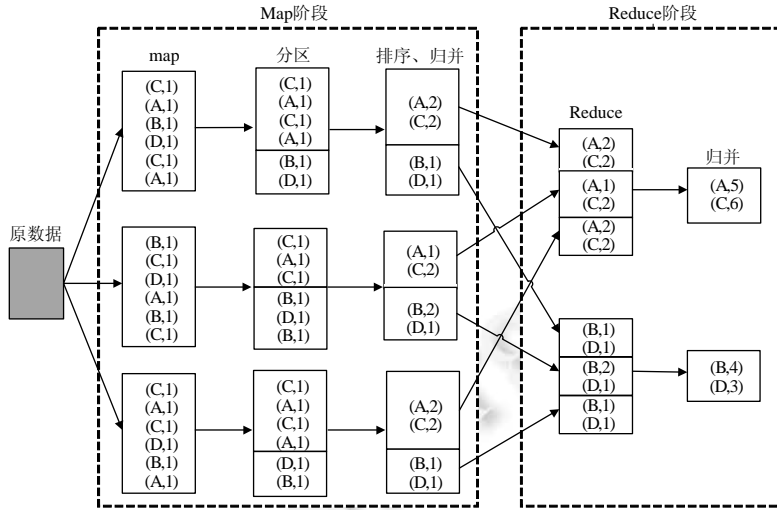 Map阶段
Reduce阶段
map
分区
排序、归并
(C,1)
(A,1)
(B,1)
(D,1)
(C,1)
(A,1)
(C,1)
(A,1)
(C,1)
(A,1)
(B,1)
(D,1)
(A,2)
(C,2)
(B,1)
(D,1)
原数据
(B,1)
(C,1)
(D,1)
(A,1)
(B,1)
(C,1)
(C,1)
(A,1)
(C,1)
(B,1)
(D,1)
(B,1)
(A,1)
(C,2)
(B,2)
(D,1)
(C,1)
(A,1)
(C,1)
(D,1)
(B,1)
(A,1)
(C,1)
(A,1)
(C,1)
(A,1)
(D,1)
(B,1)
(A,2)
(C,2)
(B,1)
(D,1)
Reduce
(A,2)
(C,2)
(A,1)
(C,2)
(A,2)
(C,2)
归并
(A,5)
(C,6)
(B,1)
(D,1)
(B,2)
(D,1)
(B,1)
(D,1)
(B,4)
(D,3)